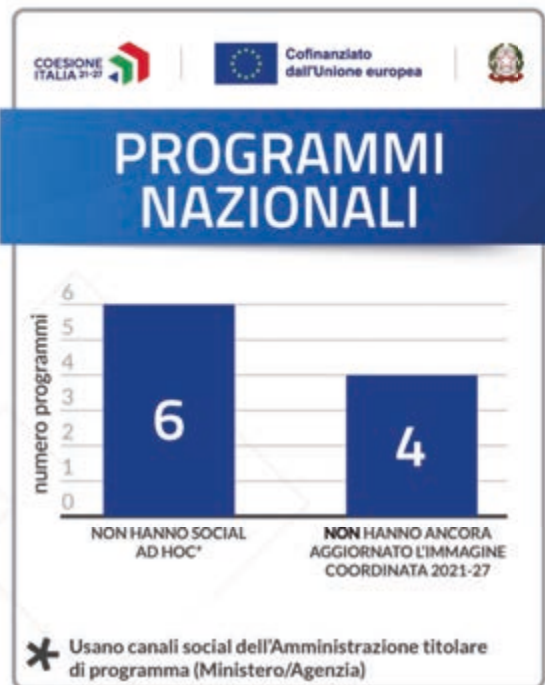 COESIONE
ITALIA 21-27
Cofinanziato
dall'Unione europea
PROGRAMMI
NAZIONALI
numero programmi
6
5
4
3
2
1
0
6
4
NON HANNO SOCIAL
AD HOC*
NON HANNO ANCORA
AGGIORNATO L'IMMAGINE
COORDINATA 2021-27
* Usano canali social dell'Amministrazione titolare
di programma (Ministero/Agenzia)